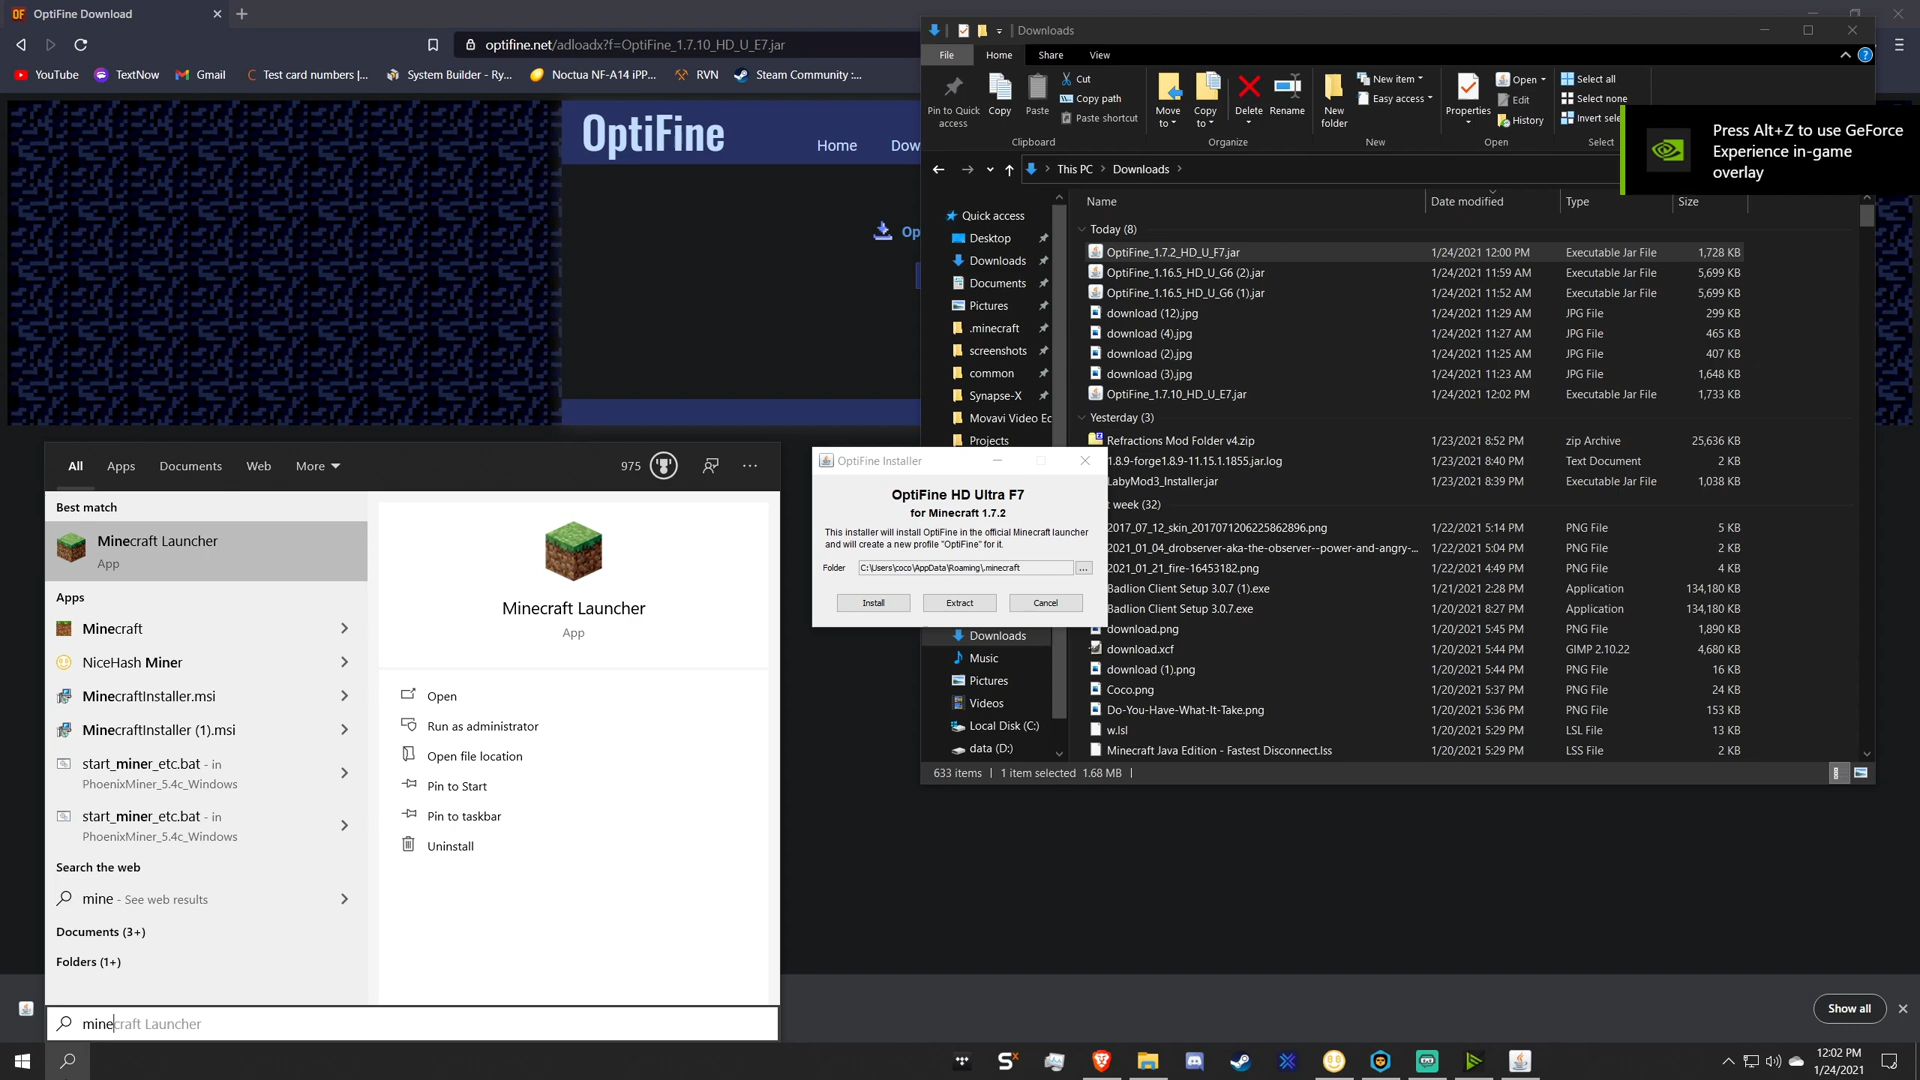 OptiFine Download
optifine.net/adloadx?f=OptiFine_1.7.10_HD_U_E7.jar
YouTube
TextNow
Gmail
Test card numbers |...
System Builder - Ry...
Noctua NF-A14 iPP...
RVN
Steam Community :...
OptiFine
Home
Dow
Op
Downloads
File
Home
Share
View
Pin to Quick
access
Copy
Paste
Cut
Copy path
Paste shortcut
Clipboard
Move
to
Copy
to
Delete
Rename
Organize
New
folder
New item
Easy access
New
Properties
Open
Edit
History
Open
Select all
Select none
Invert sele
Select
Press Alt+Z to use GeForce
Experience in-game
overlay
This PC
Downloads
Name
Date modified
Type
Size
Quick access
Desktop
Downloads
Documents
Pictures
.minecraft
screenshots
common
Synapse-X
Movavi Video Ec
Projects
Downloads
Music
Pictures
Videos
Local Disk (C:)
data (D:)
Today (8)
OptiFine_1.7.2_HD_U_F7.jar 1/24/2021 12:00 PM Executable Jar File 1,728 KB
OptiFine_1.16.5_HD_U_G6 (2).jar 1/24/2021 11:59 AM Executable Jar File 5,699 KB
OptiFine_1.16.5_HD_U_G6 (1).jar 1/24/2021 11:52 AM Executable Jar File 5,699 KB
download (12).jpg 1/24/2021 11:29 AM JPG File 299 KB
download (4).jpg 1/24/2021 11:27 AM JPG File 465 KB
download (2).jpg 1/24/2021 11:25 AM JPG File 407 KB
download (3).jpg 1/24/2021 11:23 AM JPG File 1,648 KB
OptiFine_1.7.10_HD_U_E7.jar 1/24/2021 12:02 PM Executable Jar File 1,733 KB
Yesterday (3)
Refractions Mod Folder v4.zip 1/23/2021 8:52 PM zip Archive 25,636 KB
1.8.9-forge1.8.9-11.15.1.1855.jar.log 1/23/2021 8:40 PM Text Document 2 KB
LabyMod3_Installer.jar 1/23/2021 8:39 PM Executable Jar File 1,038 KB
week (32)
2017_07_12_skin_2017071206225862896.png 1/22/2021 5:14 PM PNG File 5 KB
2021_01_04_drobserver-aka-the-observer--power-and-angry-... 1/22/2021 5:04 PM PNG File 2 KB
2021_01_21_fire-16453182.png 1/22/2021 4:49 PM PNG File 4 KB
Badlion Client Setup 3.0.7 (1).exe 1/21/2021 2:28 PM Application 134,180 KB
Badlion Client Setup 3.0.7.exe 1/20/2021 8:27 PM Application 134,180 KB
download.png 1/20/2021 5:45 PM PNG File 1,890 KB
download.xcf 1/20/2021 5:44 PM GIMP 2.10.22 4,680 KB
download (1).png 1/20/2021 5:44 PM PNG File 16 KB
Coco.png 1/20/2021 5:37 PM PNG File 24 KB
Do-You-Have-What-It-Take.png 1/20/2021 5:36 PM PNG File 153 KB
w.lsl 1/20/2021 5:29 PM LSL File 13 KB
Minecraft Java Edition - Fastest Disconnect.lss 1/20/2021 5:29 PM LSS File 2 KB
633 items
1 item selected 1.68 MB
OptiFine Installer
OptiFine HD Ultra F7
for Minecraft 1.7.2
This installer will install OptiFine in the official Minecraft launcher
and will create a new profile "OptiFine" for it.
Folder
C:\Users\coco\AppData\Roaming\.minecraft
...
Install
Extract
Cancel
All
Apps
Documents
Web
More
975
Best match
Minecraft Launcher
App
Apps
Minecraft
NiceHash Miner
MinecraftInstaller.msi
MinecraftInstaller (1).msi
start_miner_etc.bat - in
PhoenixMiner_5.4c_Windows
start_miner_etc.bat - in
PhoenixMiner_5.4c_Windows
Search the web
mine - See web results
Documents (3+)
Folders (1+)
Minecraft Launcher
App
Open
Run as administrator
Open file location
Pin to Start
Pin to taskbar
Uninstall
minecraft Launcher
Show all
12:02 PM
1/24/2021